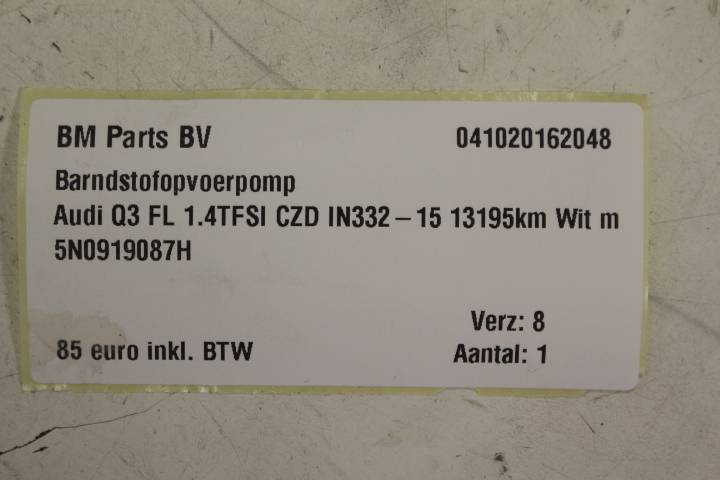 BM Parts BV 041020162048
Barndstofopvoerpomp
Audi Q3 FL 1.4TFSI CZD IN332-15 13195km Wit m
5N0919087H
Verz: 8
85 euro inkl. BTW Aantal: 1